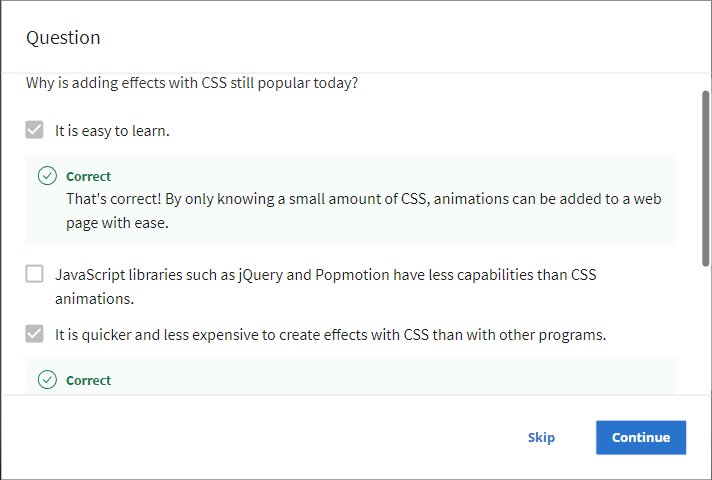 Question
Why is adding effects with CSS still popular today?
It is easy to learn.
Correct
That's correct! By only knowing a small amount of CSS, animations can be added to a web
page with ease.
JavaScript libraries such as jQuery and Popmotion have less capabilities than CSS
animations.
It is quicker and less expensive to create effects with CSS than with other programs.
Correct
Skip
Continue